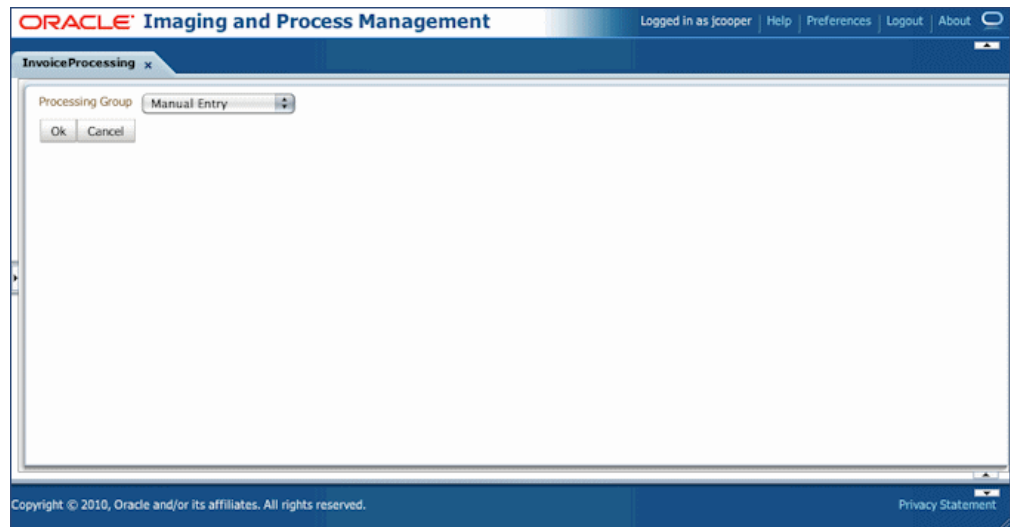 ORACLE Imaging and Process Management
Logged in as jcooper | Help | Preferences | Logout | About
InvoiceProcessing x
Processing Group Manual Entry
Ok Cancel
Copyright © 2010, Oracle and/or its affiliates. All rights reserved.
Privacy Statement